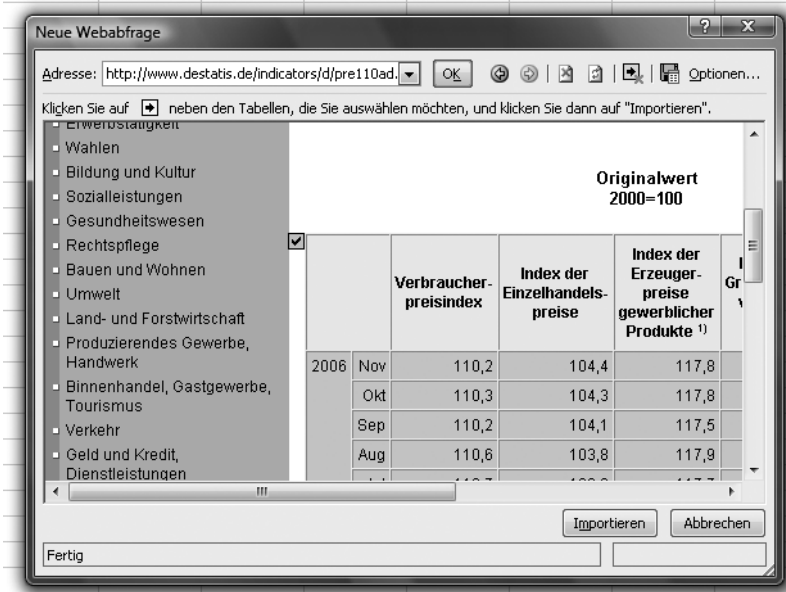 Neue Webabfrage
Adresse: http://www.destatis.de/indicators/d/pre110ad. OK Optionen...
Klicken Sie auf neben den Tabellen, die Sie auswählen möchten, und klicken Sie dann auf "Importieren".
Erwerbstätigkeit
Wahlen
Bildung und Kultur
Sozialleistungen
Gesundheitswesen
Rechtspflege
Bauen und Wohnen
Umwelt
Land- und Forstwirtschaft
Produzierendes Gewerbe,
Handwerk
Binnenhandel, Gastgewerbe,
Tourismus
Verkehr
Geld und Kredit,
Dienstleistungen
Originalwert
2000=100
Verbraucher-
preisindex
Index der
Einzelhandels-
preise
Index der
Erzeuger-
preise
gewerblicher
Produkte 1)
Gr
2006 Nov 110,2 104,4 117,8
Okt 110,3 104,3 117,8
Sep 110,2 104,1 117,5
Aug 110,6 103,8 117,9
Importieren Abbrechen
Fertig